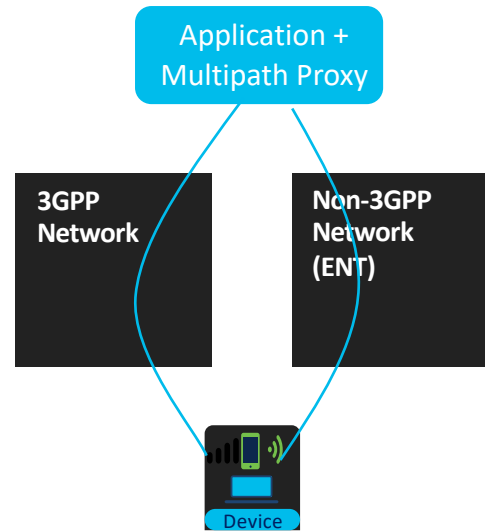 Application +
Multipath Proxy
3GPP
Network
Non-3GPP
Network
(ENT)
Device